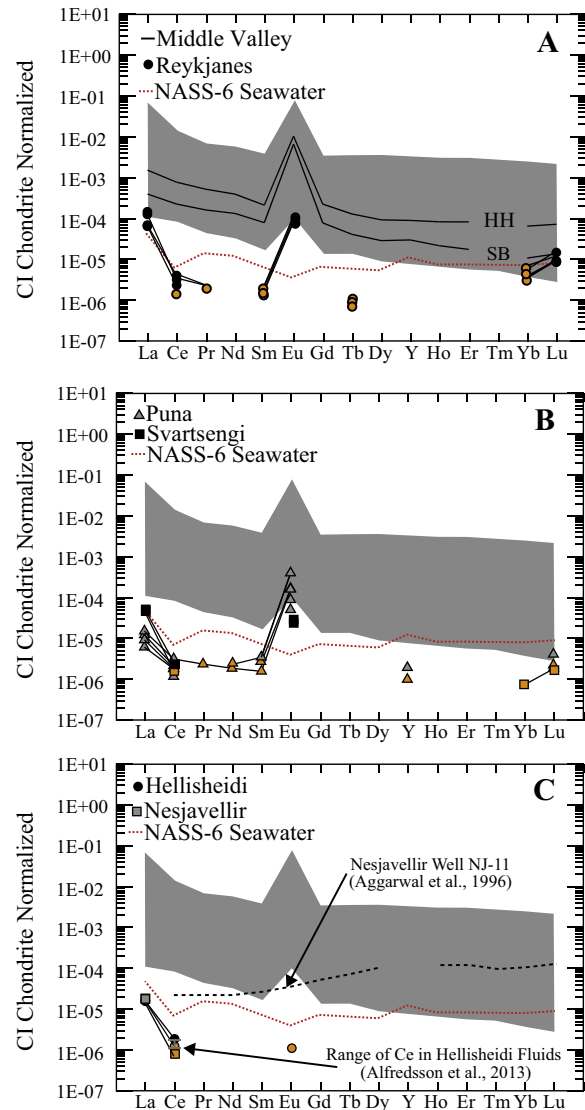 A
Middle Valley
Reykjanes
NASS-6 Seawater
CI Chondrite Normalized
1E+01
1E+00
1E-01
1E-02
1E-03
1E-04
1E-05
1E-06
1E-07
HH
SB
La Ce Pr Nd Sm Eu Gd Tb Dy Y Ho Er Tm Yb Lu
B
Puna
Svartsengi
NASS-6 Seawater
CI Chondrite Normalized
1E+01
1E+00
1E-01
1E-02
1E-03
1E-04
1E-05
1E-06
1E-07
La Ce Pr Nd Sm Eu Gd Tb Dy Y Ho Er Tm Yb Lu
C
Hellisheidi
Nesjavellir
NASS-6 Seawater
CI Chondrite Normalized
1E+01
1E+00
1E-01
1E-02
1E-03
1E-04
1E-05
1E-06
1E-07
Nesjavellir Well NJ-11
(Aggarwal et al., 1996)
Range of Ce in Hellisheidi Fluids
(Alfredsson et al., 2013)
La Ce Pr Nd Sm Eu Gd Tb Dy Y Ho Er Tm Yb Lu